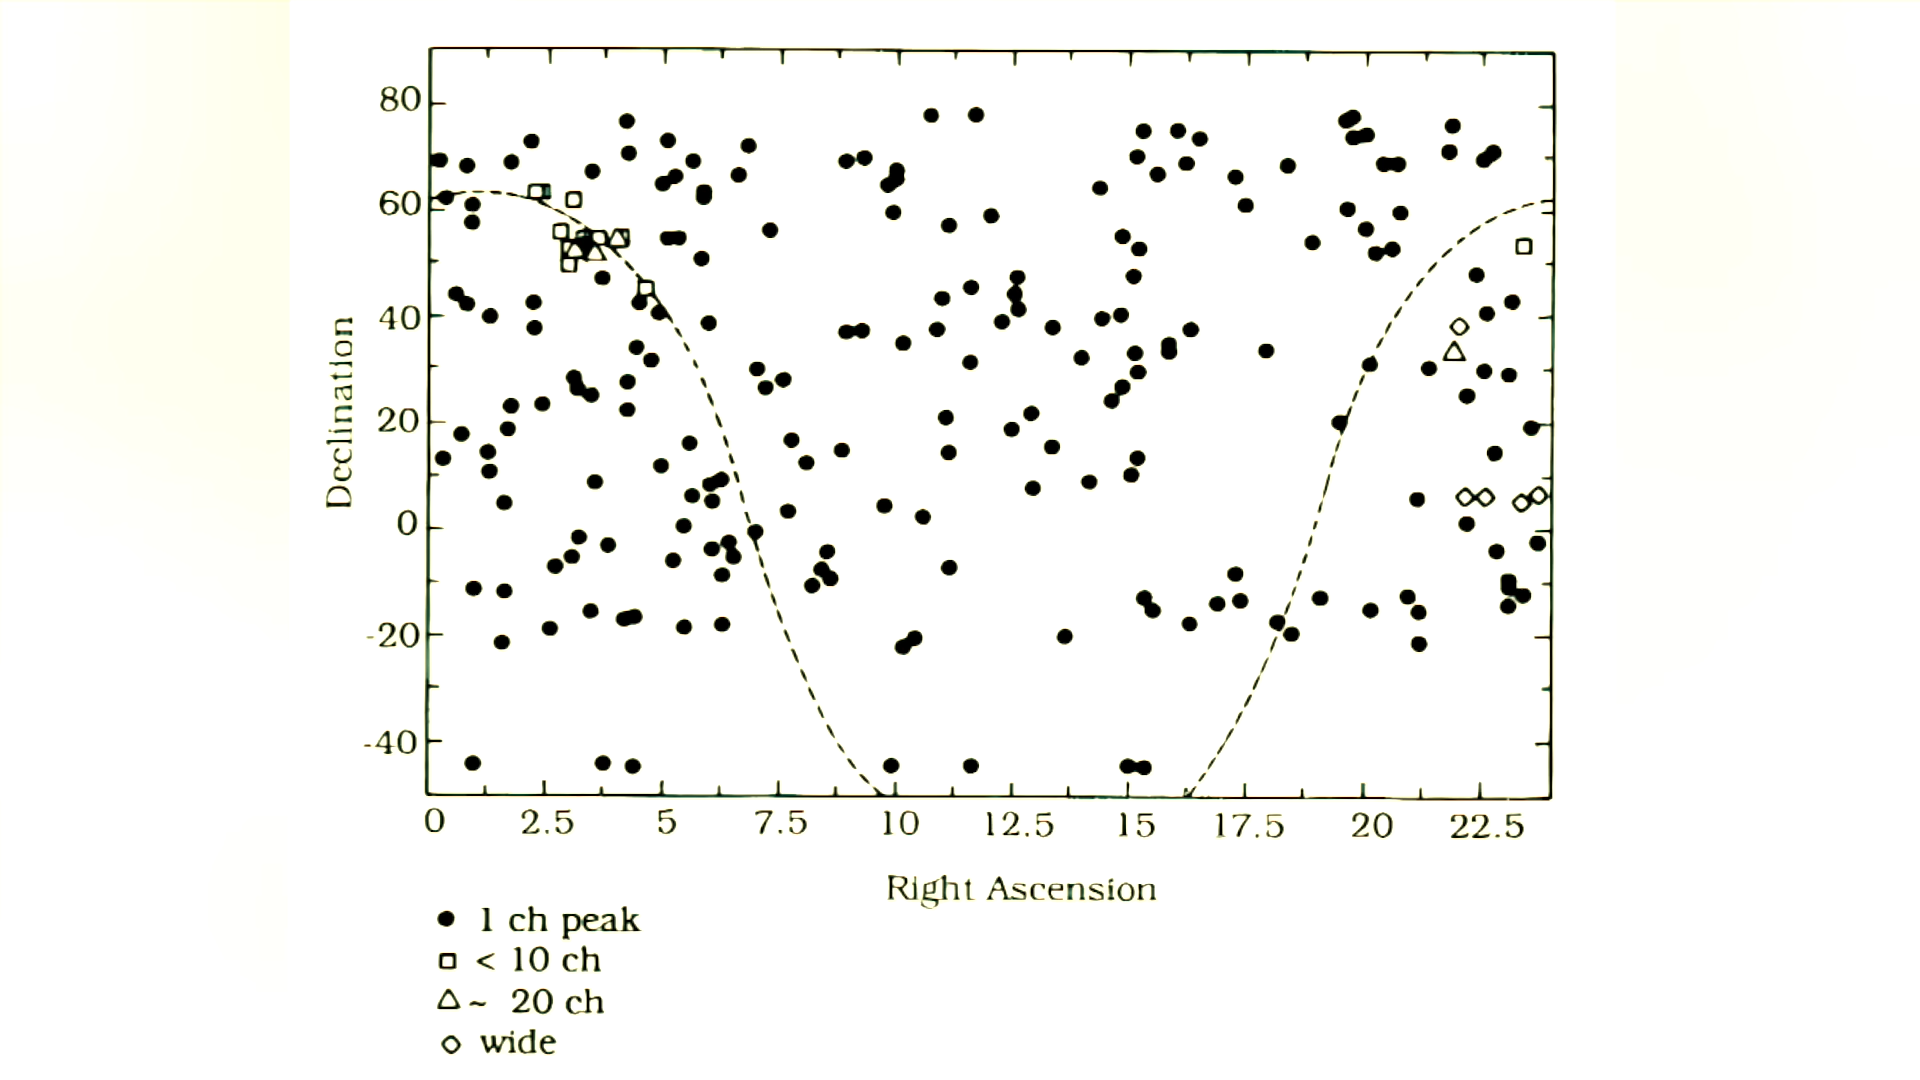 80
60
40
20
0
-20
-40
Dcclination
0 2.5 5 7.5 10 12.5 15 17.5 20 22.5
Right Ascension
1 ch peak
< 10 ch
~ 20 ch
wide